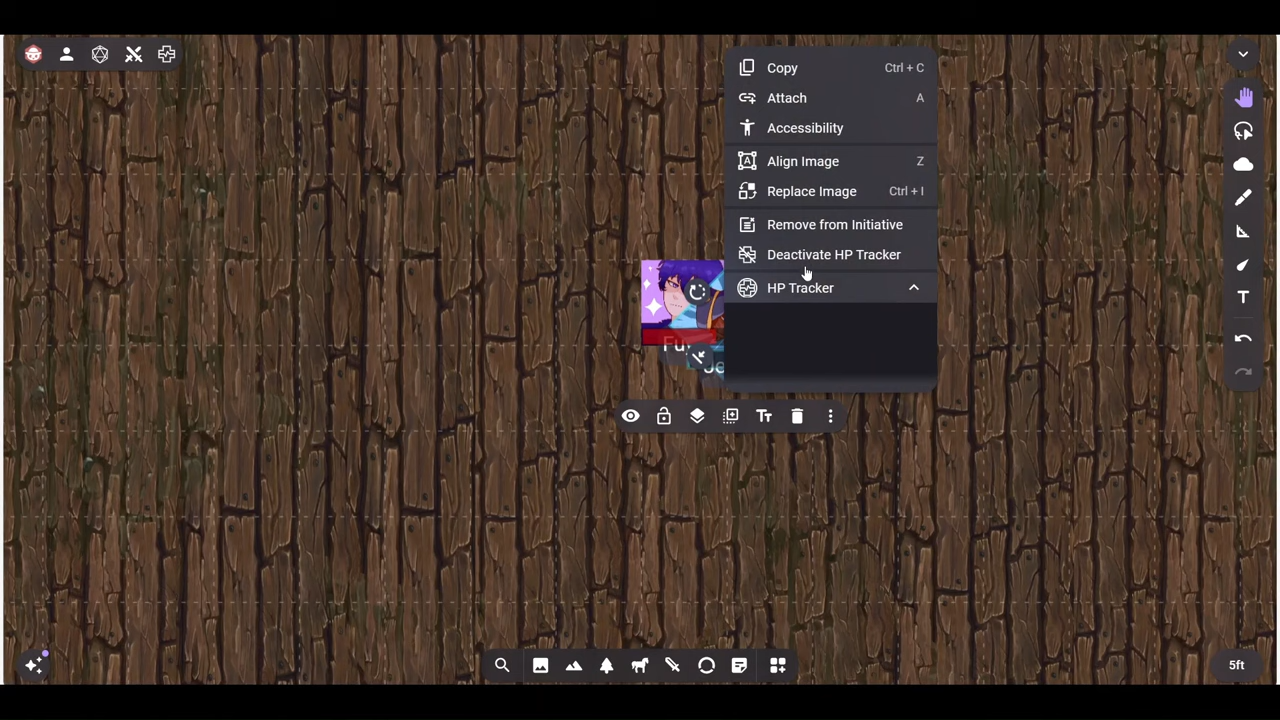 Copy Ctrl + C
Attach A
Accessibility
Align Image Z
Replace Image Ctrl + I
Remove from Initiative
Deactivate HP Tracker
HP Tracker
5ft